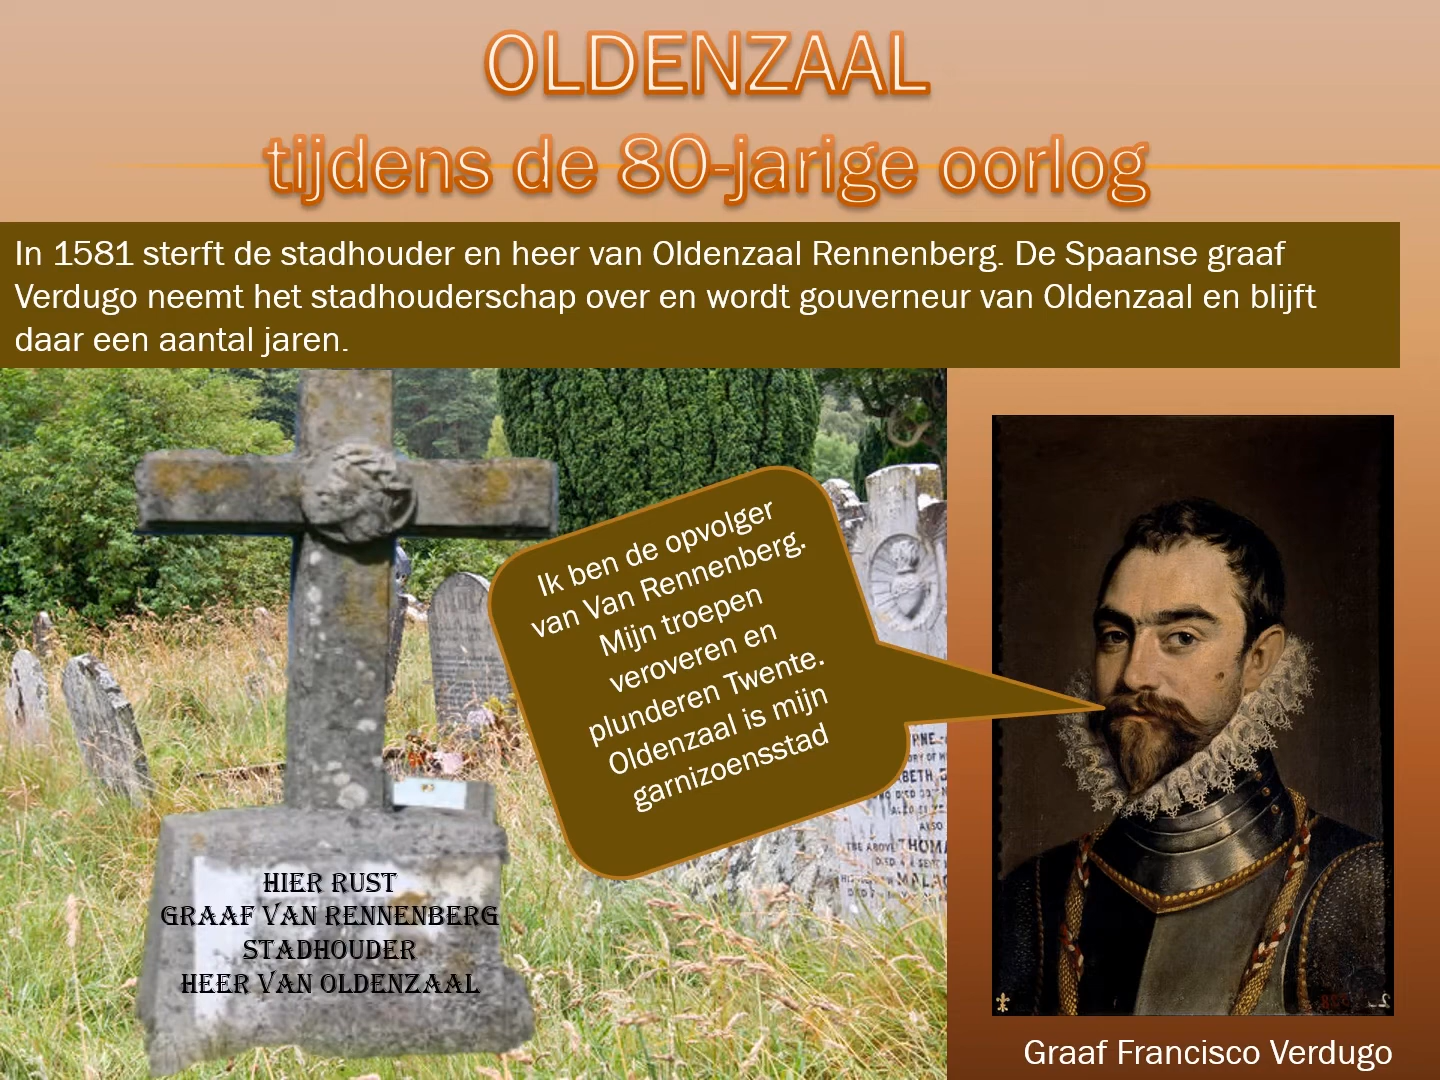 OLDENZAAL
tijdens de 80-jarige oorlog
In 1581 sterft de stadhouder en heer van Oldenzaal Rennenberg. De Spaanse graaf
Verdugo neemt het stadhouderschap over en wordt gouverneur van Oldenzaal en blijft
daar een aantal jaren.
Ik ben de opvolger
van Van Rennenberg.
Mijn troepen
veroveren en
plunderen Twente.
Oldenzaal is mijn
garnizoensstad
HIER RUST
GRAAF VAN RENNENBERG
STADHOUDER
HEER VAN OLDENZAAL
THE ABOVE THOMA
Graaf Francisco Verdugo